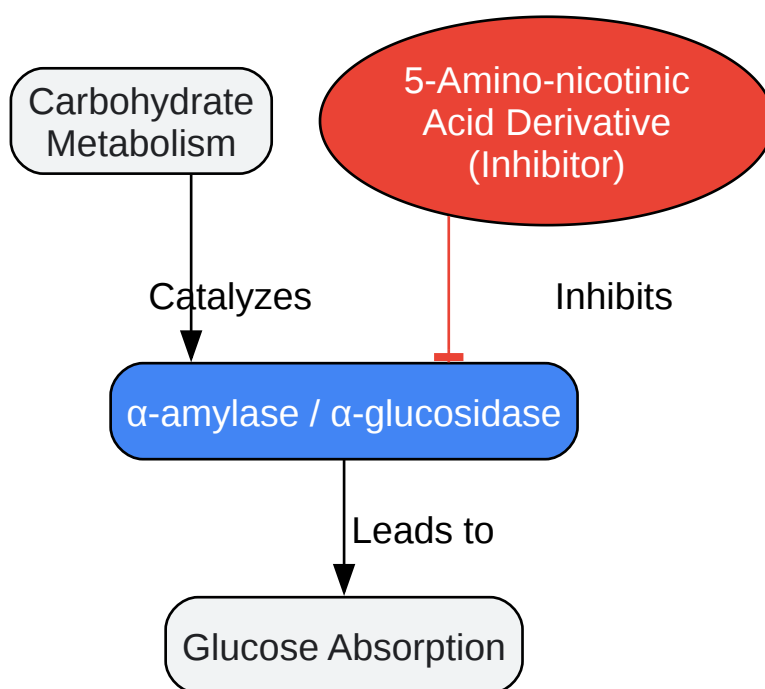 Carbohydrate
Metabolism
5-Amino-nicotinic
Acid Derivative
(Inhibitor)
Catalyzes
Inhibits
α-amylase / α-glucosidase
Leads to
Glucose Absorption